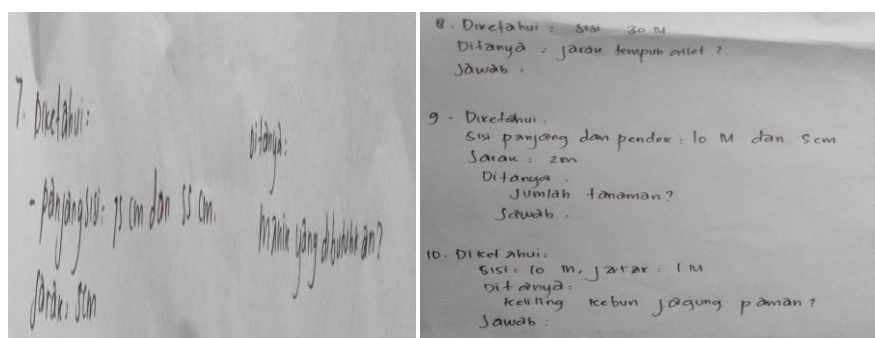 7. Diketahui:
- panjang sisi: 75 cm dan 55 cm.
Jarak: 5cm
Ditanya:
Manik yang dibutuhkan?
8. Diketahui: sisi 30 M
Ditanya: jarak tempuh atlet?
Jawab:
9. Diketahui:
Sisi panjang dan pendek: 10 M dan 5 cm
Jarak: 2m
Ditanya.
Jumlah tanaman?
Jawab:
10. Diketahui:
Sisi: 10 m, jarak: 1 M
Ditanya:
Keliling kebun jagung paman?
Jawab: